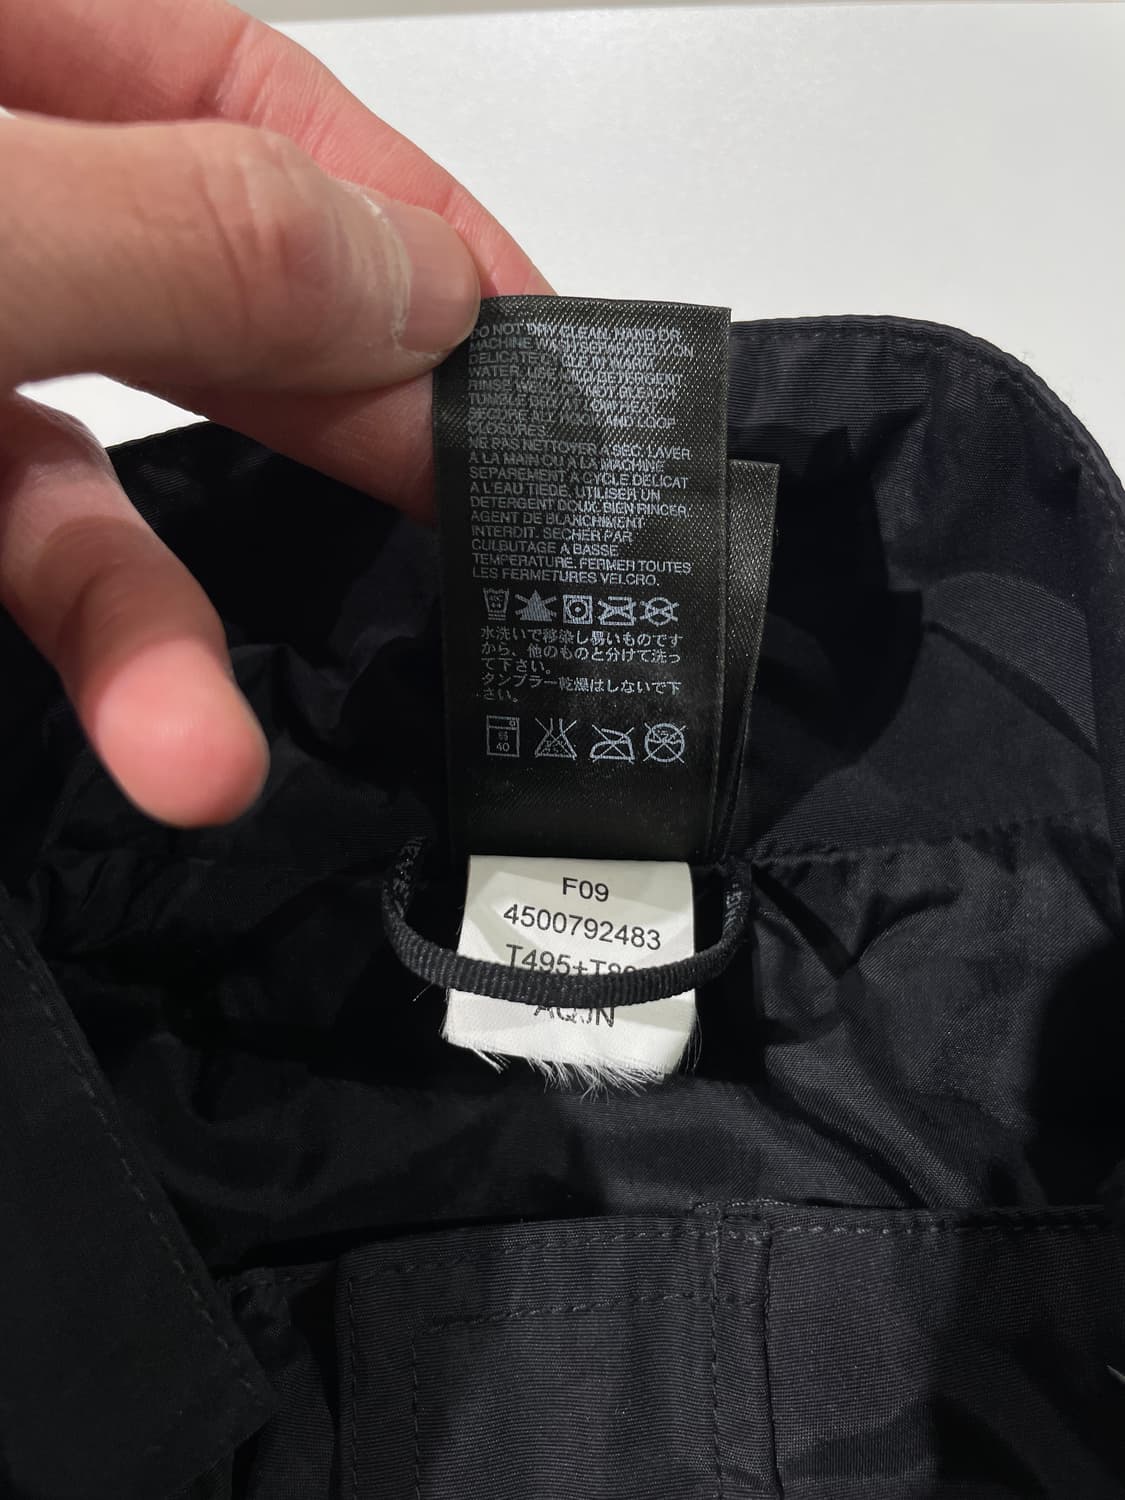 DO NOT DRY CLEAN. HAND OR
MACHINE WASH SEPARATELY ON
DELICATE CYCLE IN WARM
WATER. USE MILD DETERGENT.
RINSE WELL. DO NOT BLEACH.
TUMBLE DRY LOW HEAT.
SECURE ALL HOOK AND LOOP
CLOSURES.
NE PAS NETTOYER A SEC. LAVER
A LA MAIN OU A LA MACHINE
SEPAREMENT A CYCLE DELICAT
A L'EAU TIEDE. UTILISER UN
DETERGENT DOUX. BIEN RINCER.
AGENT DE BLANCHIMENT
INTERDIT. SECHER PAR
CULBUTAGE A BASSE
TEMPERATURE. FERMER TOUTES
LES FERMETURES VELCRO.
水洗いで移染し易いものです
から、他のものと分けて洗っ
て下さい。
タンブラー乾燥はしないで下
さい。
40
F09
4500792483